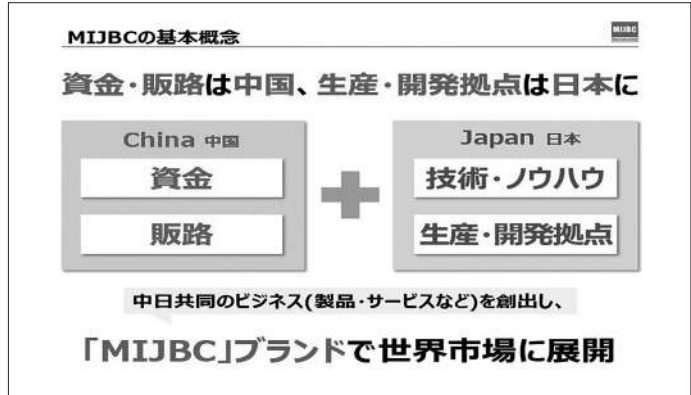 MIJBCの基本概念
MIJBC
資金・販路は中国、生産・開発拠点は日本に
China 中国
資金
販路
Japan 日本
技術・ノウハウ
生産・開発拠点
中日共同のビジネス(製品・サービスなど)を創出し、
「MIJBC」ブランドで世界市場に展開